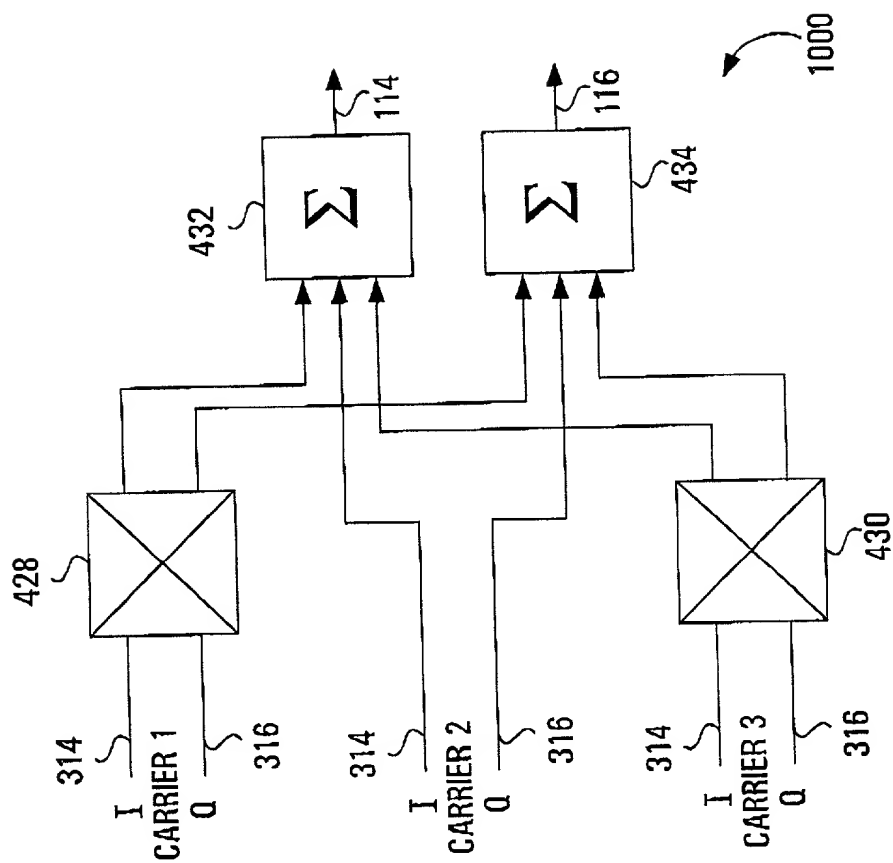 428
314
I
CARRIER 1
Q
316
432
Σ
114
314
I
CARRIER 2
Q
316
Σ
116
434
314
I
CARRIER 3
Q
316
430
1000